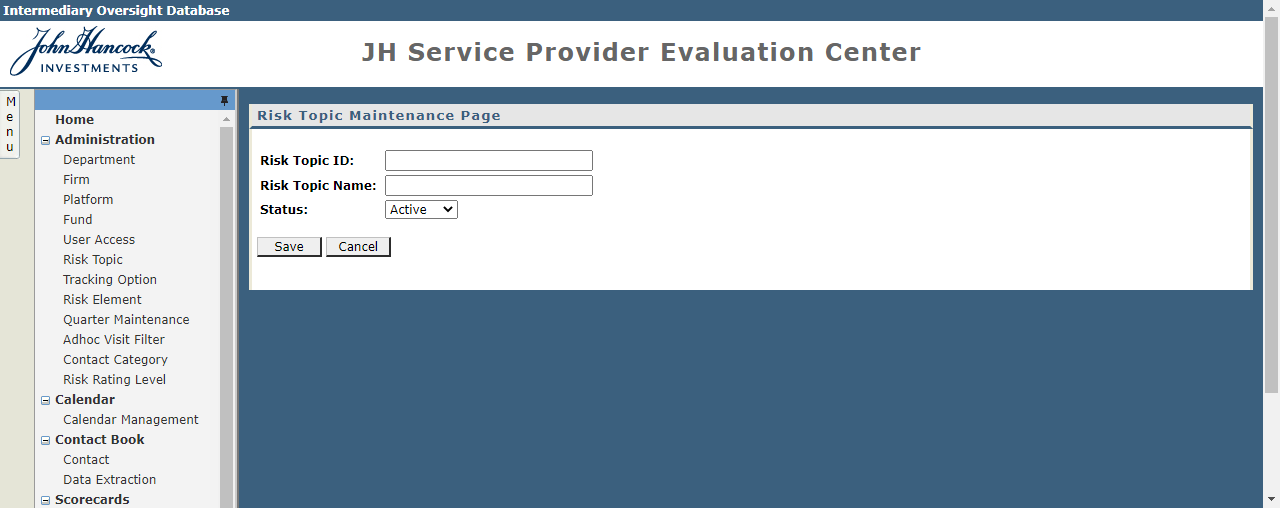 Intermediary Oversight Database
John Hancock
INVESTMENTS
JH Service Provider Evaluation Center
Menu
Home
Administration
Department
Firm
Platform
Fund
User Access
Risk Topic
Tracking Option
Risk Element
Quarter Maintenance
Adhoc Visit Filter
Contact Category
Risk Rating Level
Calendar
Calendar Management
Contact Book
Contact
Data Extraction
Scorecards
Risk Topic Maintenance Page
Risk Topic ID:
Risk Topic Name:
Status: Active
Save Cancel